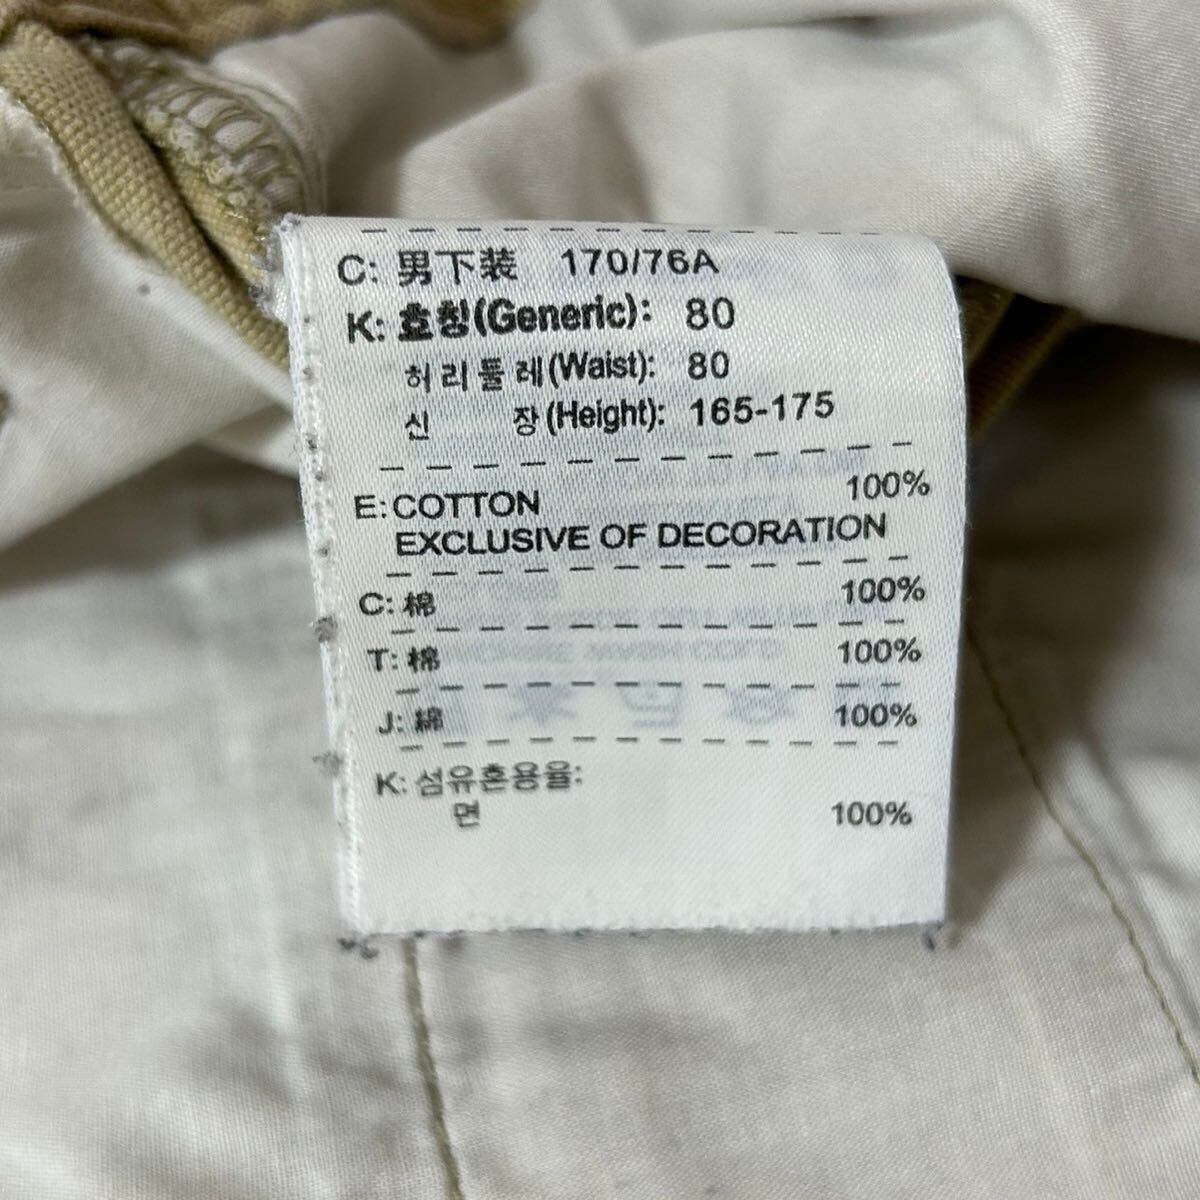 C: 男下装 170/76A
K: 호칭(Generic): 80
허리둘레(Waist): 80
신 장(Height): 165-175
E: COTTON 100%
EXCLUSIVE OF DECORATION
C: 棉 100%
T: 棉 100%
J: 綿 100%
K: 섬유혼용율:
면 100%